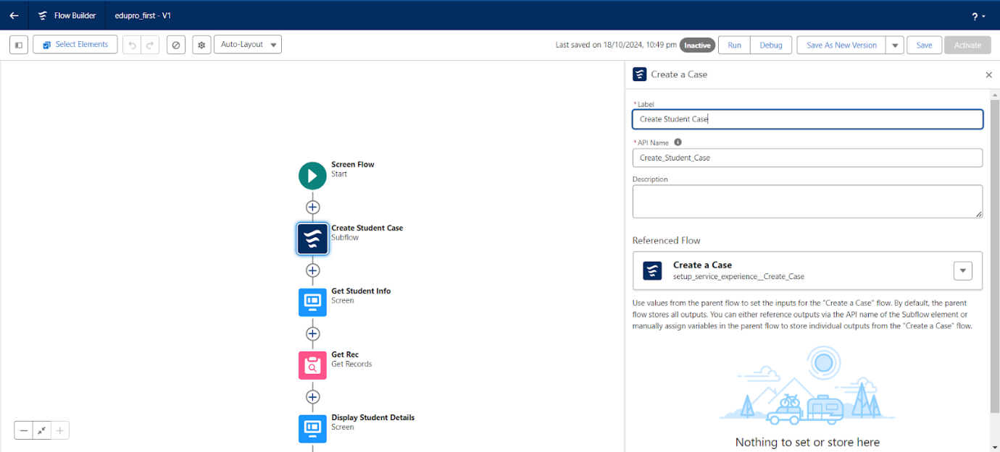 Flow Builder
edupro_first - V1
?
Select Elements
Auto-Layout
Last saved on 18/10/2024, 10:49 pm
Inactive
Run
Debug
Save As New Version
Save
Activate
Create a Case
* Label
Create Student Case
* API Name
Create_Student_Case
Description
Referenced Flow
Create a Case
setup_service_experience__Create_Case
Use values from the parent flow to set the inputs for the "Create a Case" flow. By default, the parent
flow stores all outputs. You can either reference outputs via the API name of the Subflow element or
manually assign variables in the parent flow to store individual outputs from the "Create a Case" flow.
Nothing to set or store here
Screen Flow
Start
Create Student Case
Subflow
Get Student Info
Screen
Get Rec
Get Records
Display Student Details
Screen